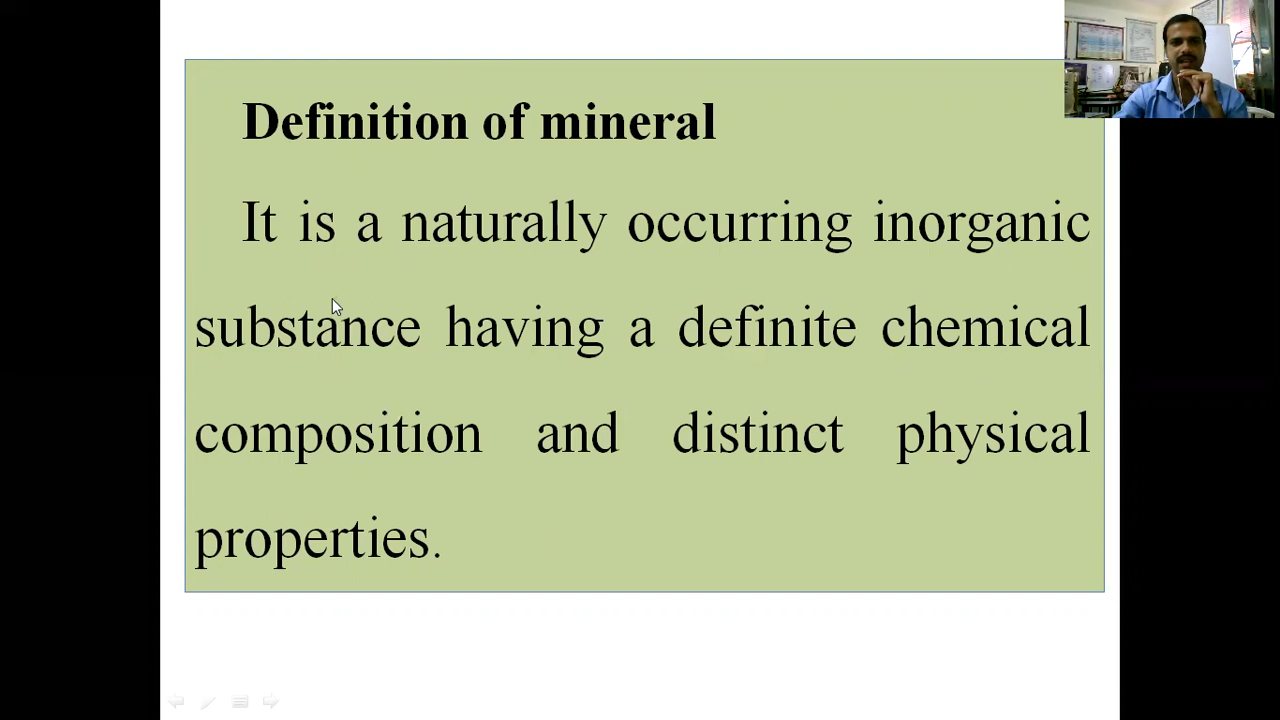 Definition of mineral
It is a naturally occurring inorganic
substance having a definite chemical
composition and distinct physical
properties.